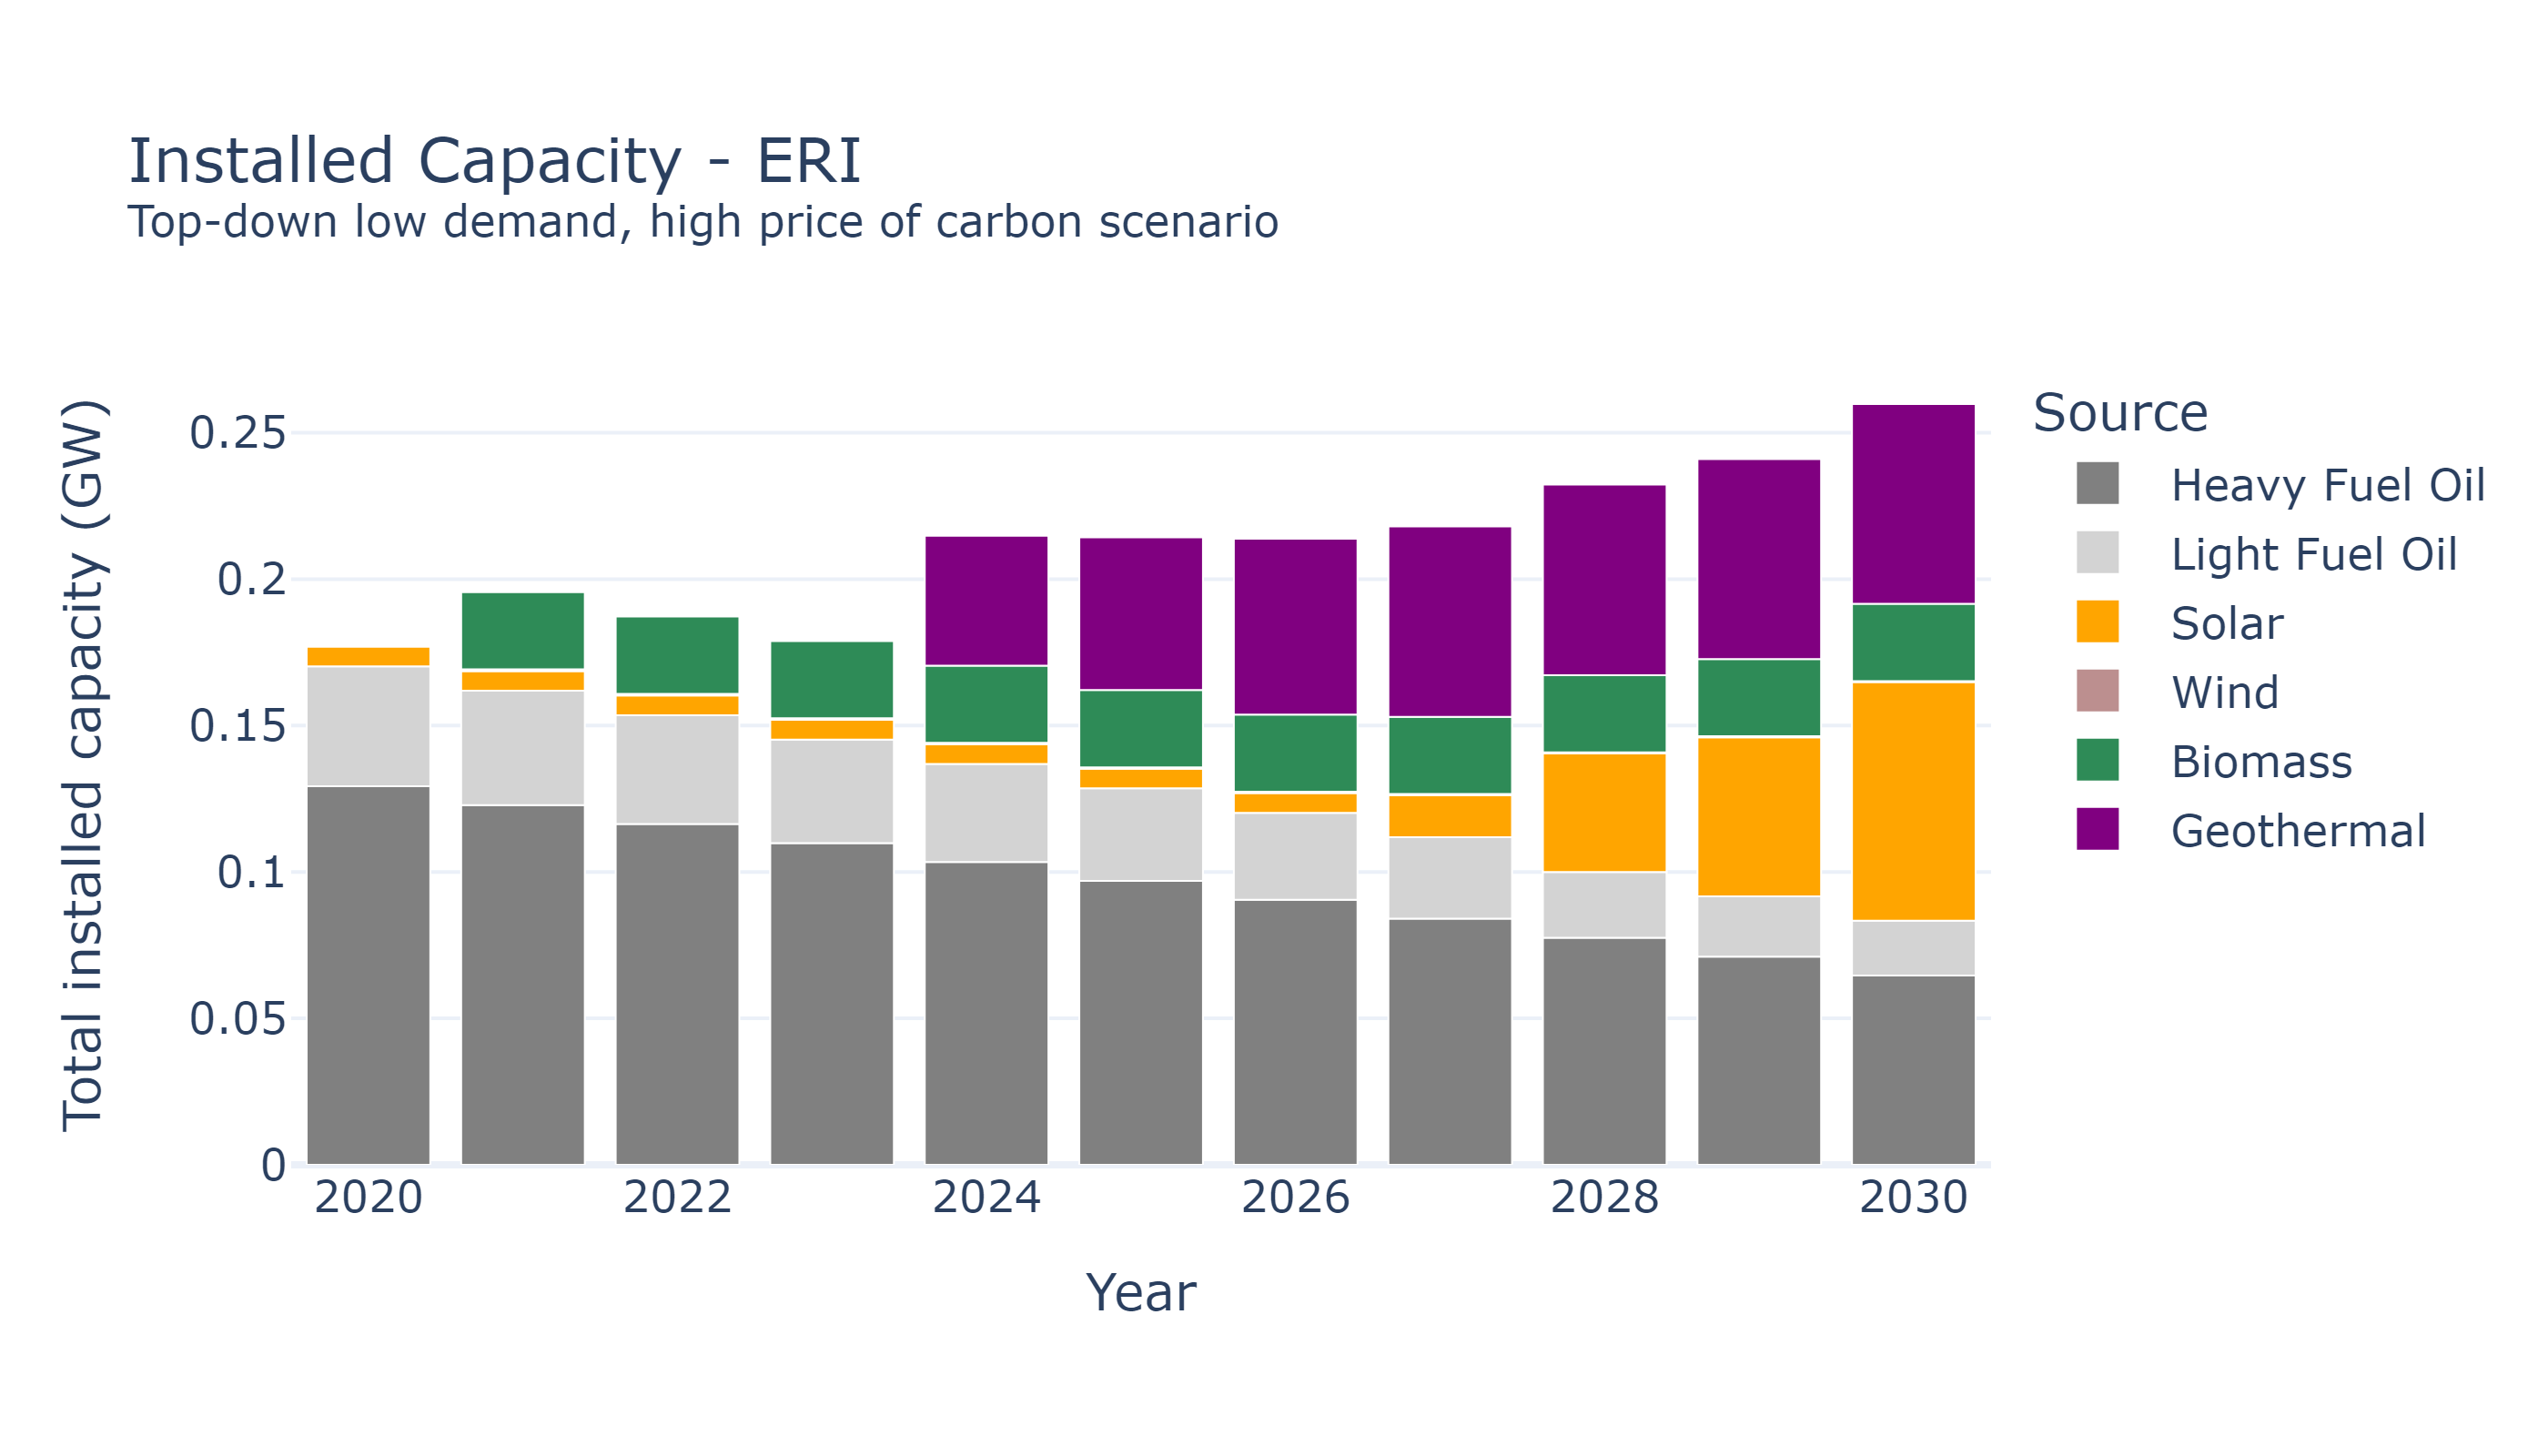 Installed Capacity - ERI
Top-down low demand, high price of carbon scenario
Total installed capacity (GW)
0.25
0.2
0.15
0.1
0.05
0
2020
2022
2024
2026
2028
2030
Year
Source
Heavy Fuel Oil
Light Fuel Oil
Solar
Wind
Biomass
Geothermal